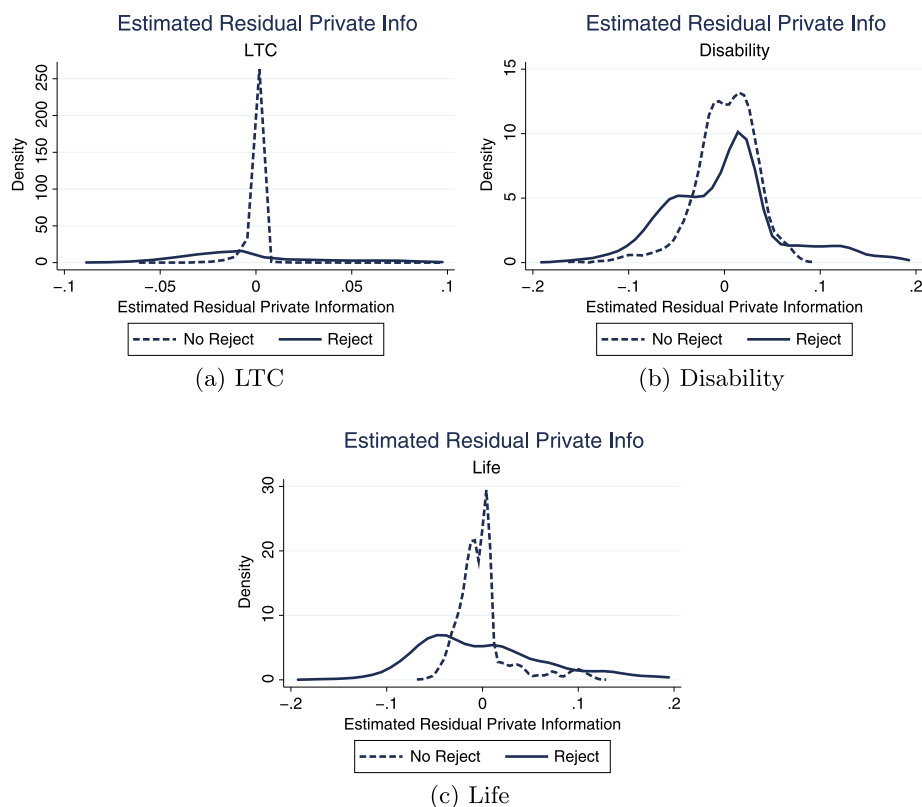 Estimated Residual Private Info
LTC
Density
250
200
150
100
50
0
-.1
-.05
0
.05
.1
Estimated Residual Private Information
No Reject
Reject
(a) LTC
Estimated Residual Private Info
Disability
Density
15
10
5
0
-.2
-.1
0
.1
.2
Estimated Residual Private Information
No Reject
Reject
(b) Disability
Estimated Residual Private Info
Life
Density
30
20
10
0
-.2
-.1
0
.1
.2
Estimated Residual Private Information
No Reject
Reject
(c) Life